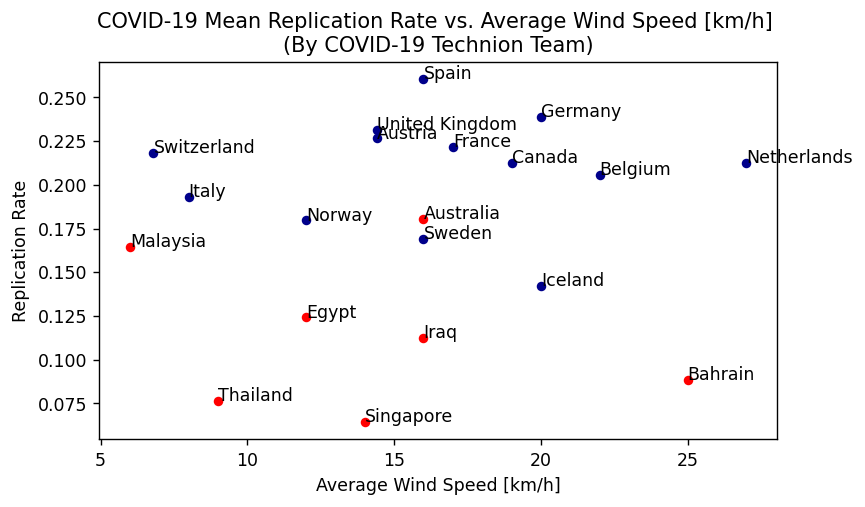 COVID-19 Mean Replication Rate vs. Average Wind Speed [km/h]
(By COVID-19 Technion Team)
Spain
0.250
Germany
United Kingdom
0.225
Austria
France
Switzerland
Canada
Netherlands
Belgium
0.200
Italy
Norway
Australia
0.175
Sweden
Malaysia
0.150
Iceland
0.125
Egypt
Iraq
0.100
Bahrain
Thailand
0.075
Singapore
Replication Rate
5
10
15
20
25
Average Wind Speed [km/h]